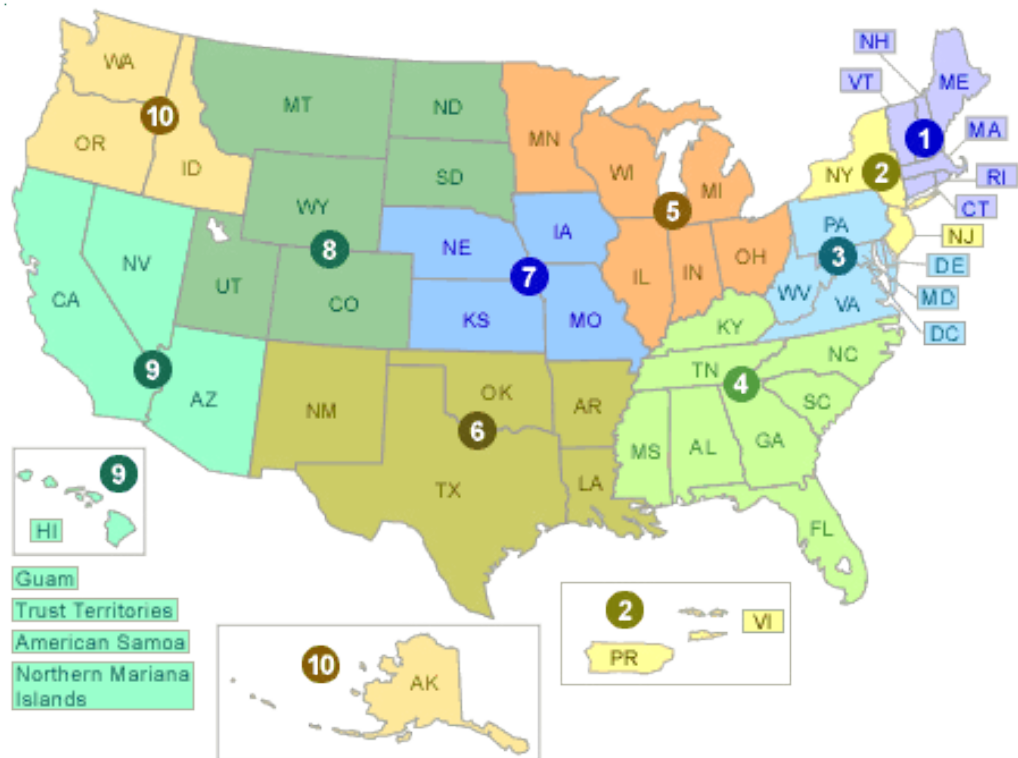 NH
WA
VT
ME
MT
ND
10
MN
OR
1
MA
ID
WI
NY
2
RI
SD
MI
WY
5
CT
PA
NJ
IA
NE
8
3
NV
OH
DE
7
IL
IN
UT
WV
MD
CA
CO
VA
KS
MO
KY
DC
NC
9
TN
4
AZ
OK
SC
NM
AR
6
GA
MS
AL
9
TX
LA
HI
FL
Guam
Trust Territories
2
VI
American Samoa
PR
10
Northern Mariana
Islands
AK